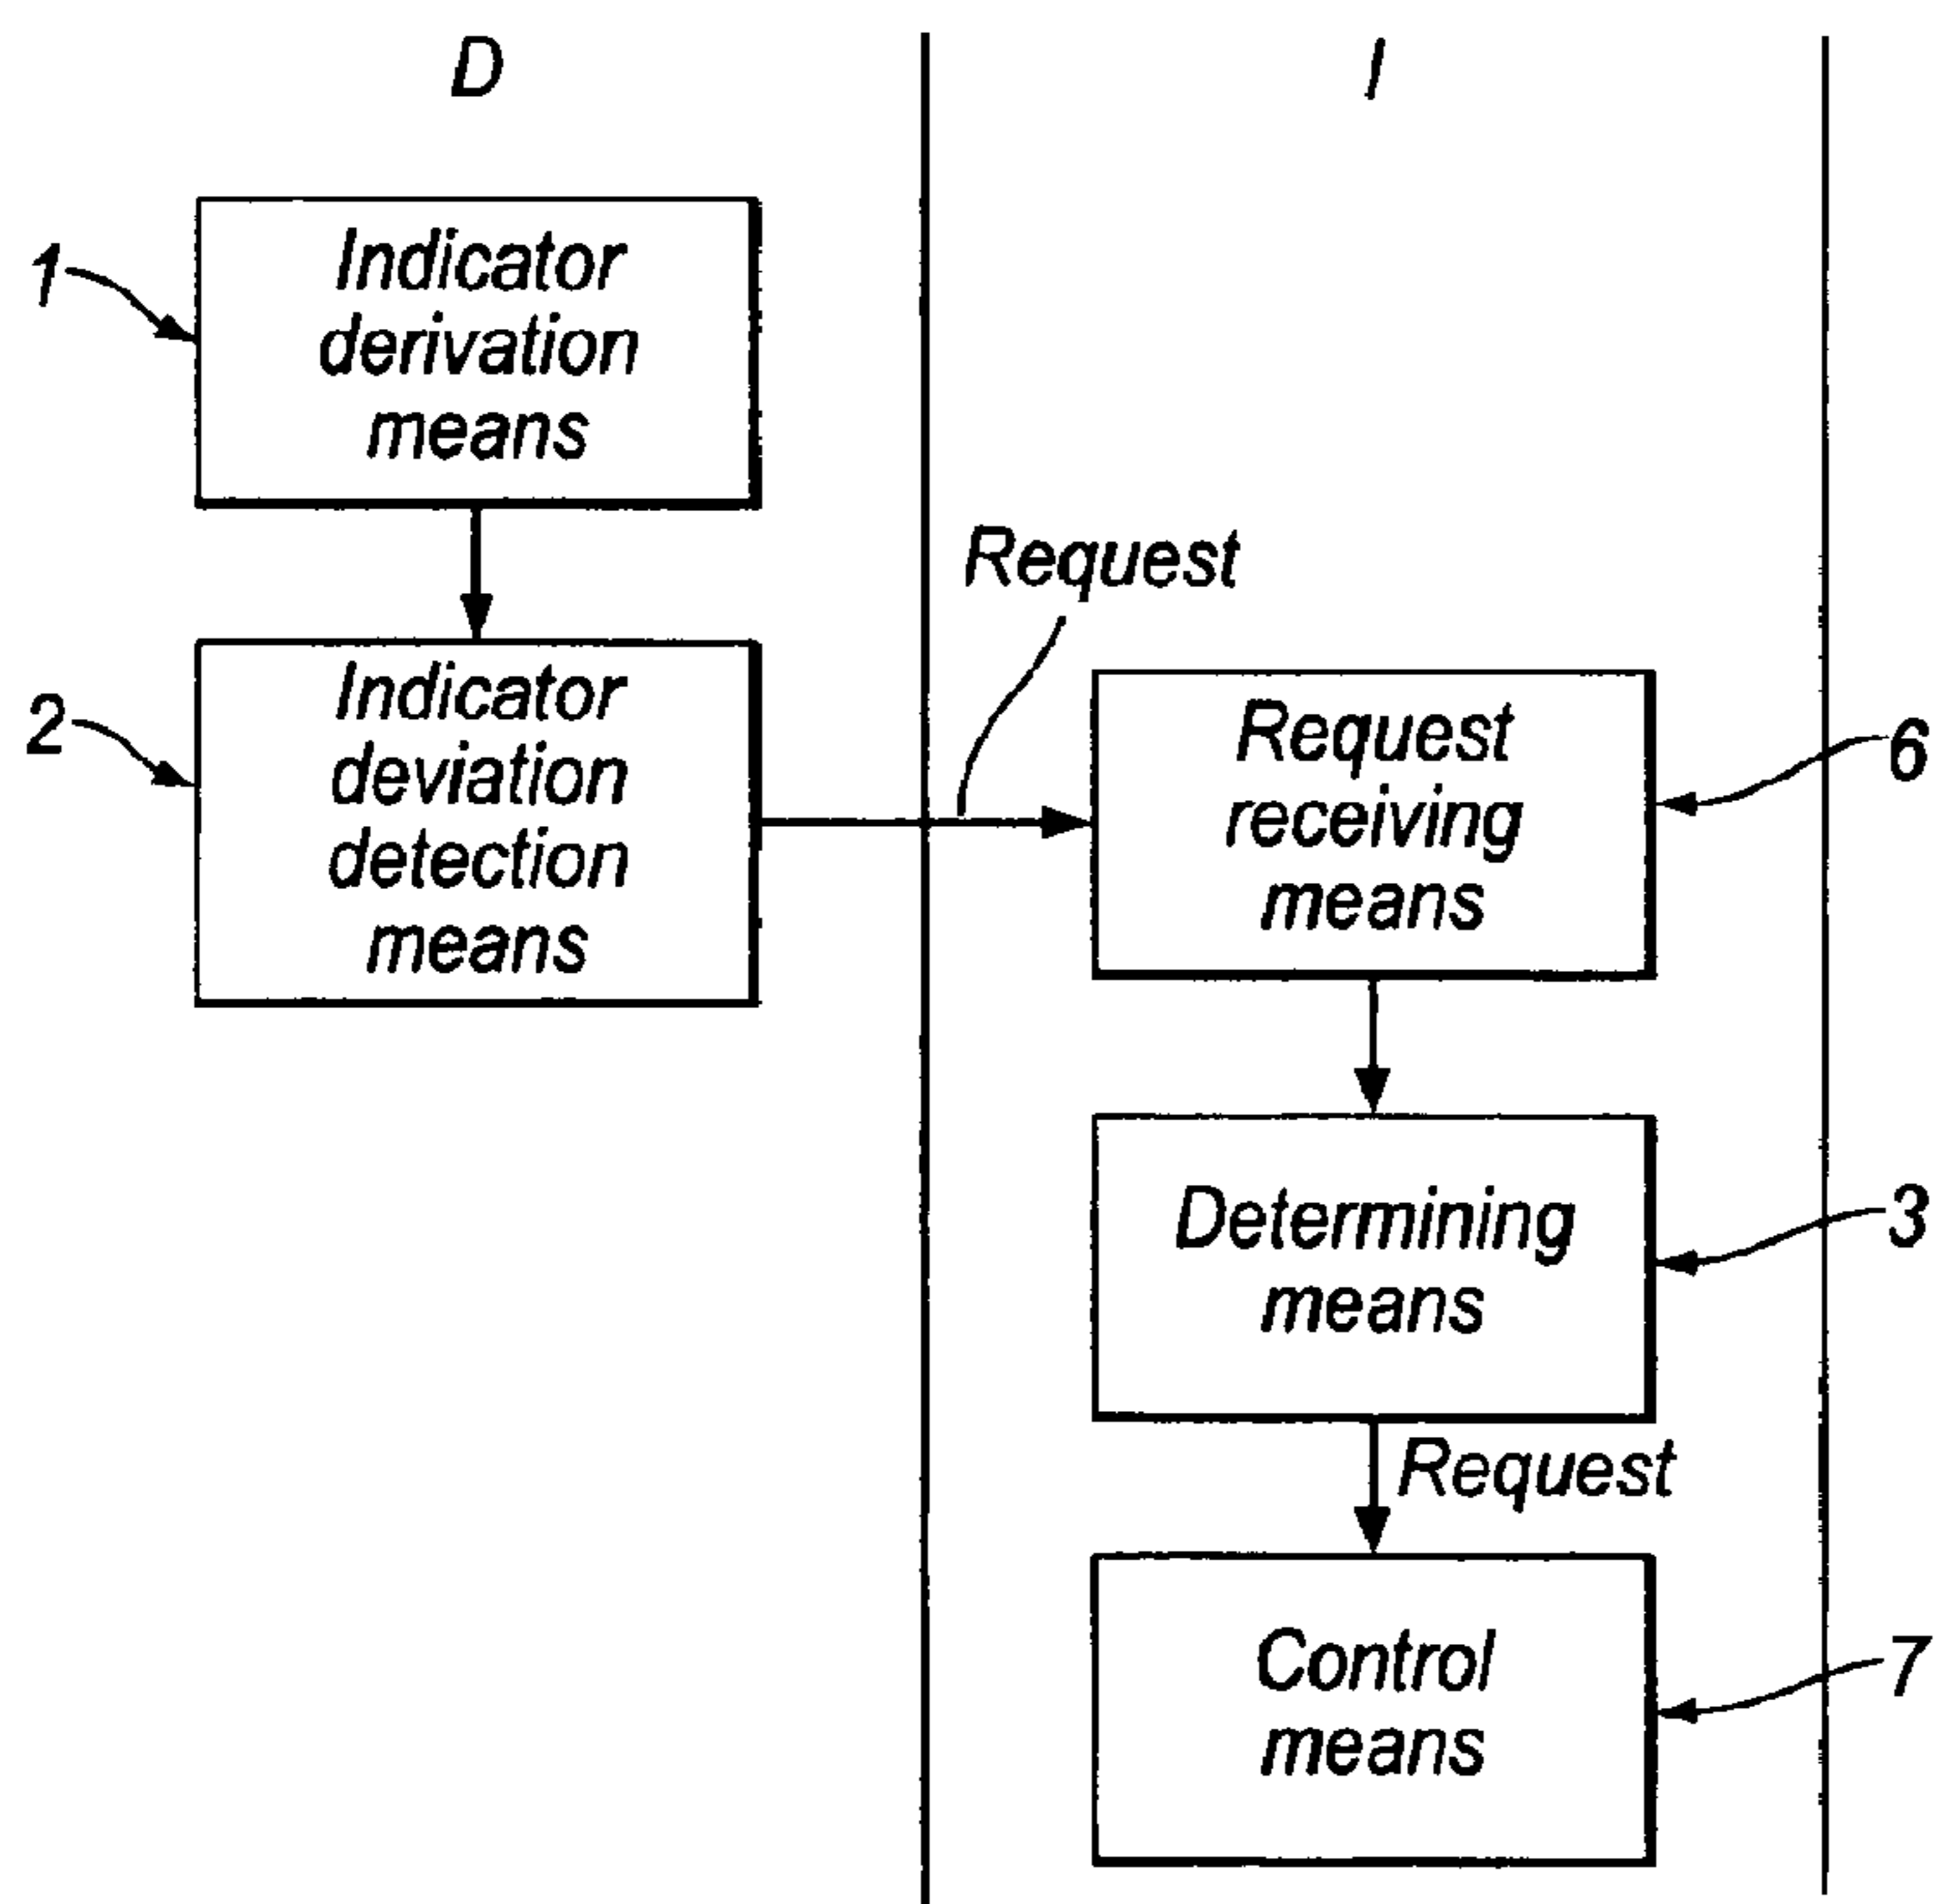 D
I
1
Indicator
derivation
means
Request
2
Indicator
deviation
detection
means
Request
receiving
means
6
Determining
means
3
Request
Control
means
7